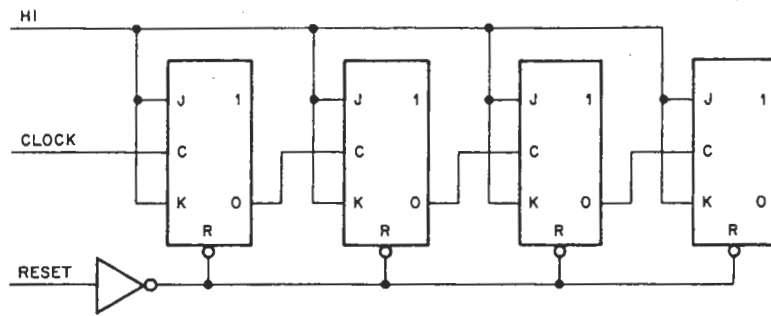 HI
J 1 J 1 J 1 J 1
CLOCK
C C C C
K O K O K O K O
R R R R
RESET